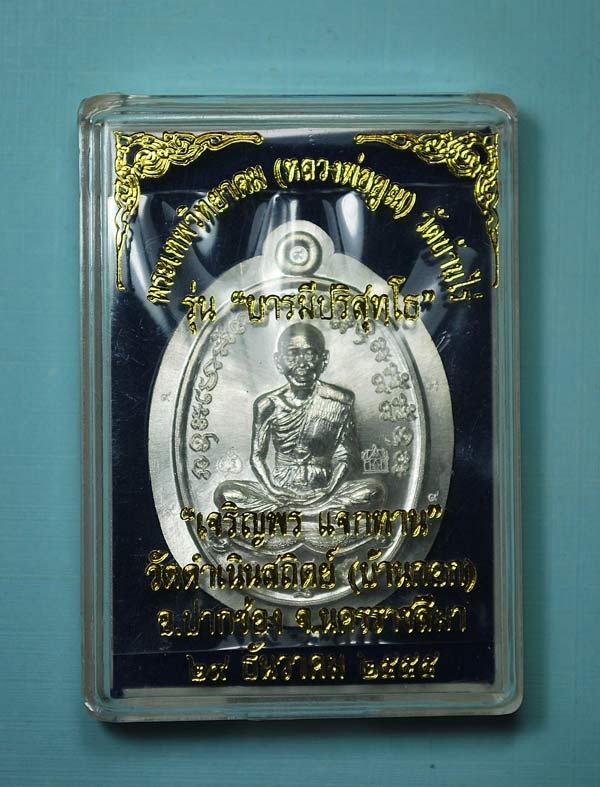 พระเทพวิทยาคม (หลวงพ่อคูณ) วัดบ้านไร่
รุ่น "บารมีปริสุทโธ"
"เจริญพร แจกทาน"
วัดดำเนินสถิตย์ (บ้านกอก)
อ.ปากช่อง จ.นครราชสีมา
๒๙ ธันวาคม ๒๕๕๕